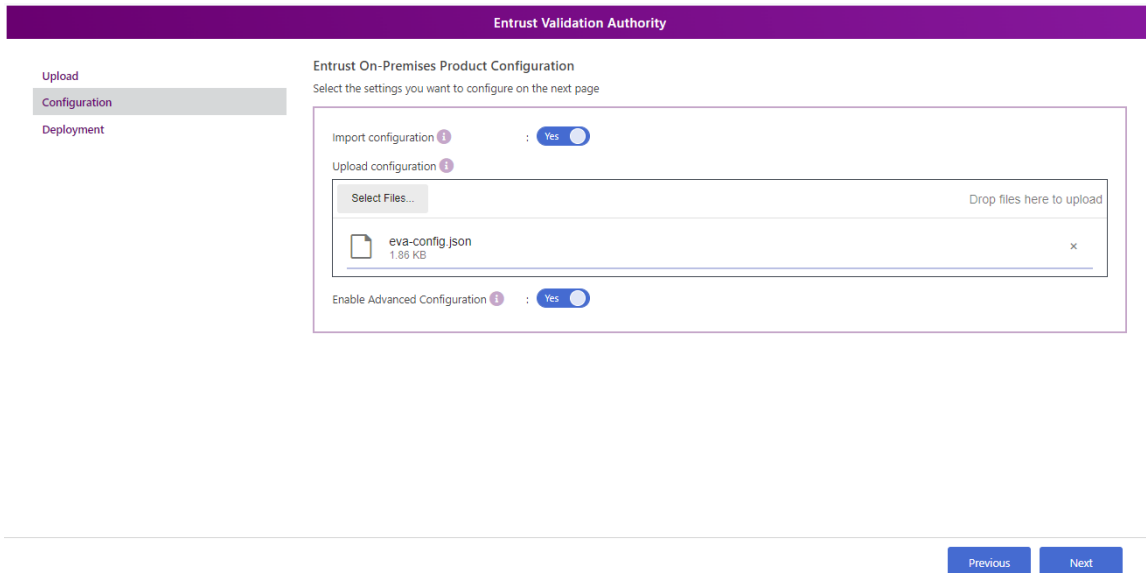 Entrust Validation Authority
Upload
Configuration
Deployment
Entrust On-Premises Product Configuration
Select the settings you want to configure on the next page
Import configuration i : Yes
Upload configuration i
Select Files... Drop files here to upload
eva-config.json
1.86 KB
×
Enable Advanced Configuration i : Yes
Previous Next